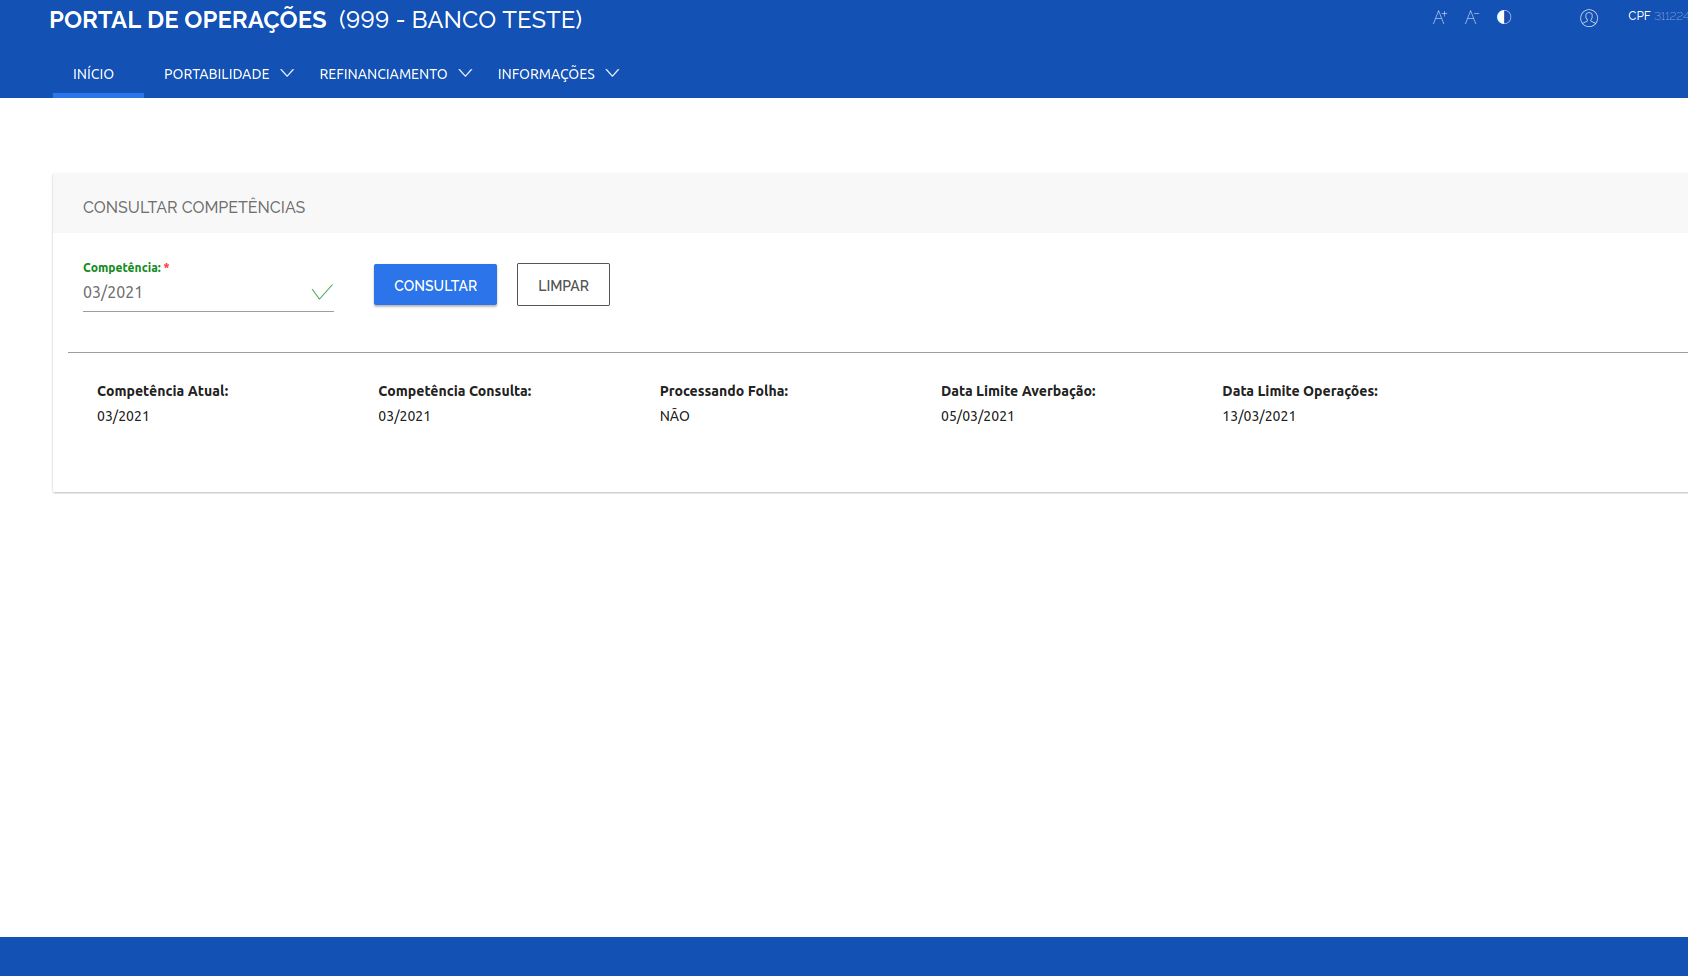 PORTAL DE OPERAÇÕES (999 - BANCO TESTE)
A+ A- CPF 311224
INÍCIO PORTABILIDADE REFINANCIAMENTO INFORMAÇÕES
CONSULTAR COMPETÊNCIAS
Competência: *
03/2021
CONSULTAR LIMPAR
Competência Atual: Competência Consulta: Processando Folha: Data Limite Averbação: Data Limite Operações:
03/2021 03/2021 NÃO 05/03/2021 13/03/2021